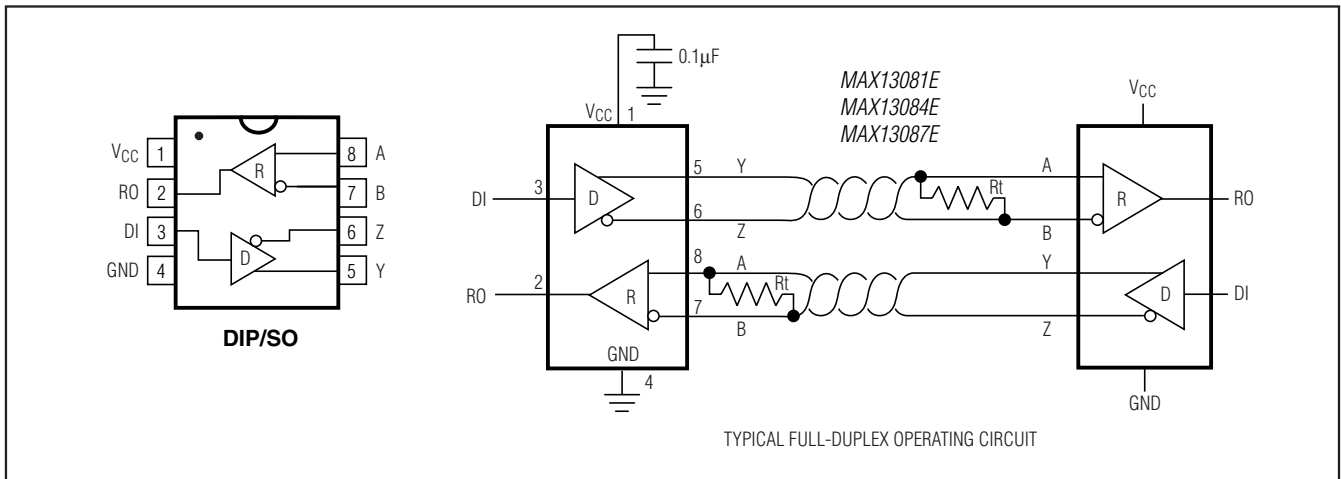 VCC 1
RO 2
DI 3
GND 4
R
D
8 A
7 B
6 Z
5 Y
DIP/SO
0.1μF
VCC 1
DI 3
D
5 Y
6 Z
RO 2
R
8 A
7 B
Rt
GND
4
MAX13081E
MAX13084E
MAX13087E
Rt
VCC
A
B
R
RO
Y
Z
D
DI
GND
TYPICAL FULL-DUPLEX OPERATING CIRCUIT